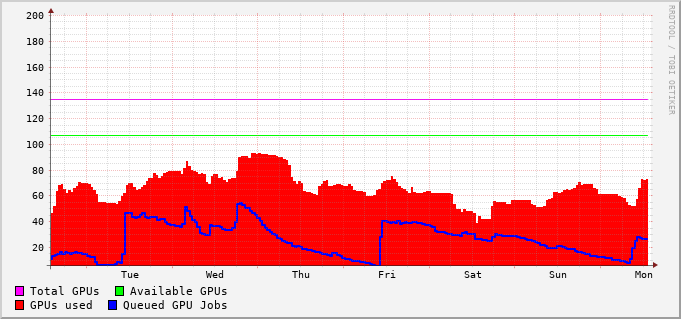 200
180
160
140
120
100
80
60
40
20
Tue Wed Thu Fri Sat Sun Mon
Total GPUs Available GPUs
GPUs used Queued GPU Jobs
RRDTOOL / TOBI OETIKER